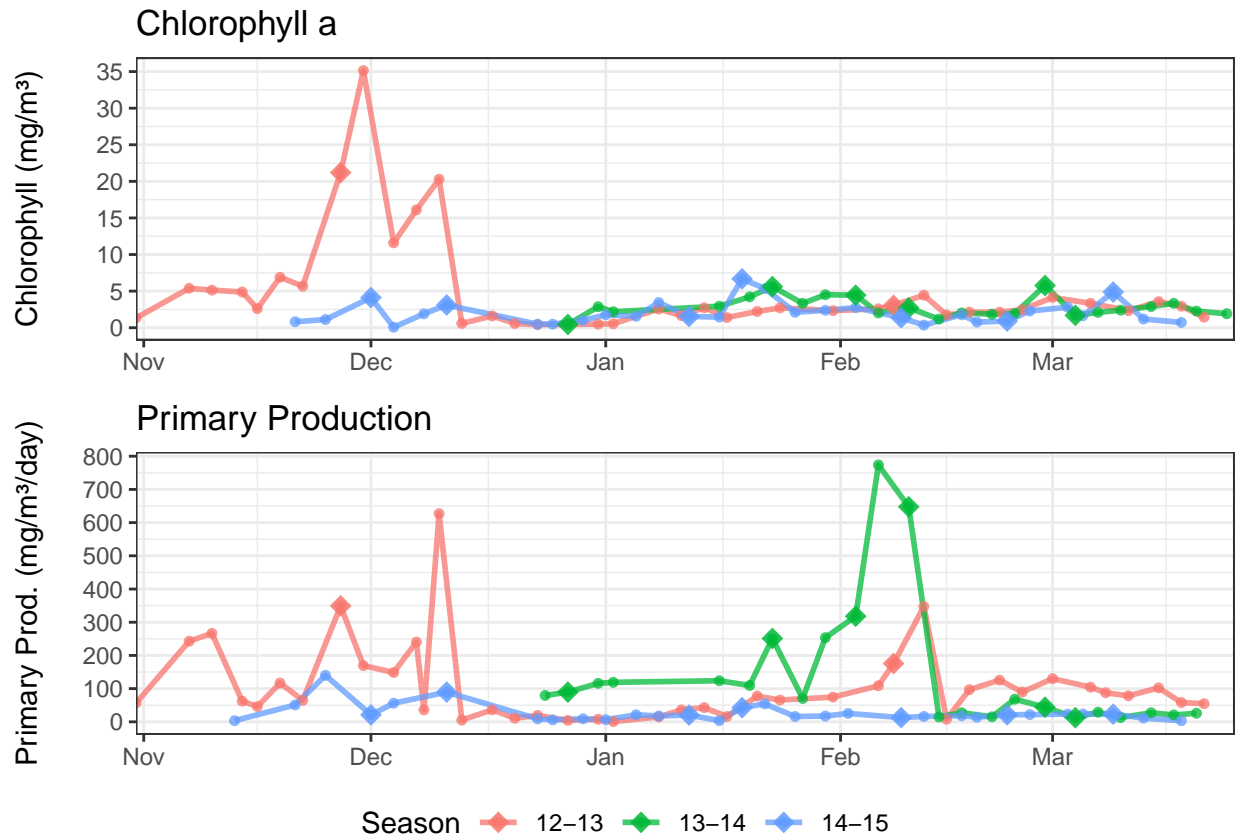 Chlorophyll a
Chlorophyll (mg/m³)
35
30
25
20
15
10
5
0
Nov Dec Jan Feb Mar
Primary Production
Primary Prod. (mg/m³/day)
800
700
600
500
400
300
200
100
0
Nov Dec Jan Feb Mar
Season 12−13 13−14 14−15